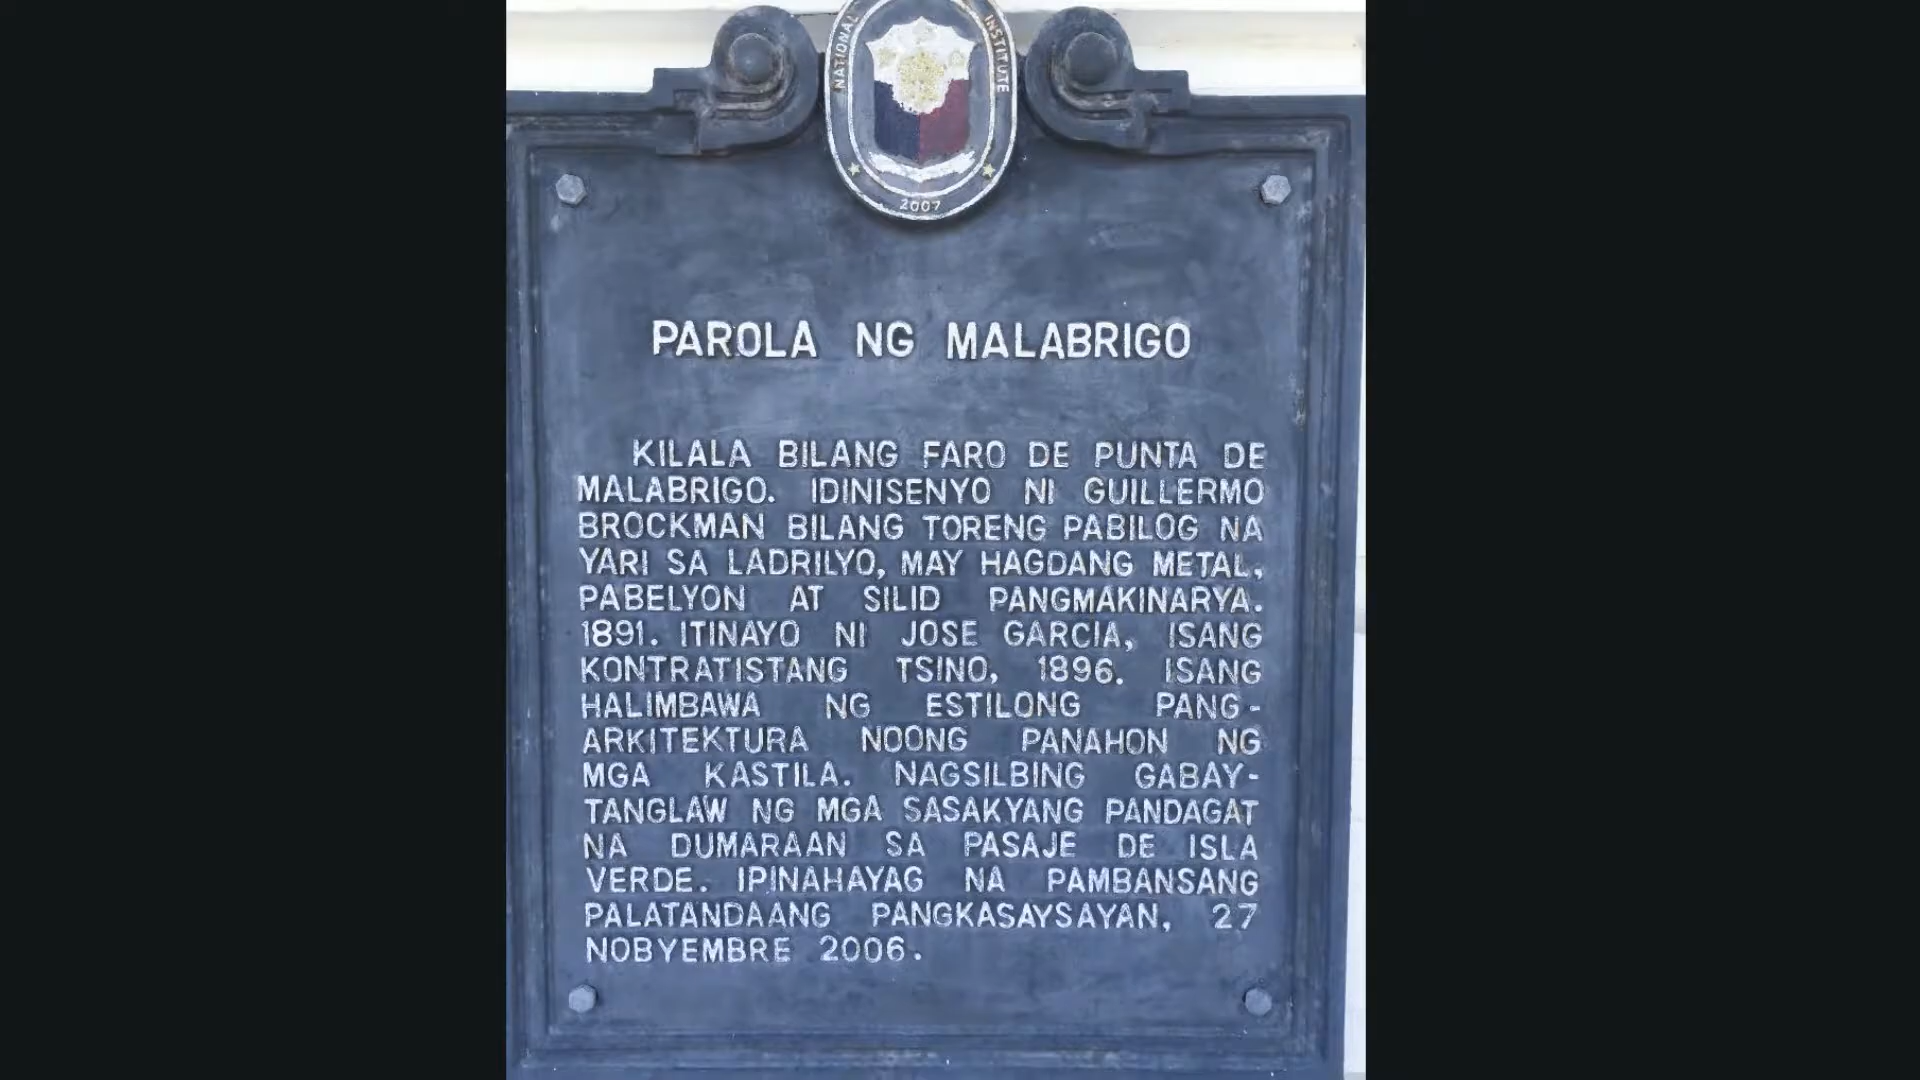 NATIONAL INSTITUTE
2007
PAROLA NG MALABRIGO
KILALA BILANG FARO DE PUNTA DE
MALABRIGO. IDINISENYO NI GUILLERMO
BROCKMAN BILANG TORENG PABILOG NA
YARI SA LADRILYO, MAY HAGDANG METAL,
PABELYON AT SILID PANGMAKINARYA.
1891. ITINAYO NI JOSE GARCIA, ISANG
KONTRATISTANG TSINO, 1896. ISANG
HALIMBAWA NG ESTILONG PANG-
ARKITEKTURA NOONG PANAHON NG
MGA KASTILA. NAGSILBING GABAY-
TANGLAW NG MGA SASAKYANG PANDAGAT
NA DUMARAAN SA PASAJE DE ISLA
VERDE. IPINAHAYAG NA PAMBANSANG
PALATANDAANG PANGKASAYSAYAN, 27
NOBYEMBRE 2006.